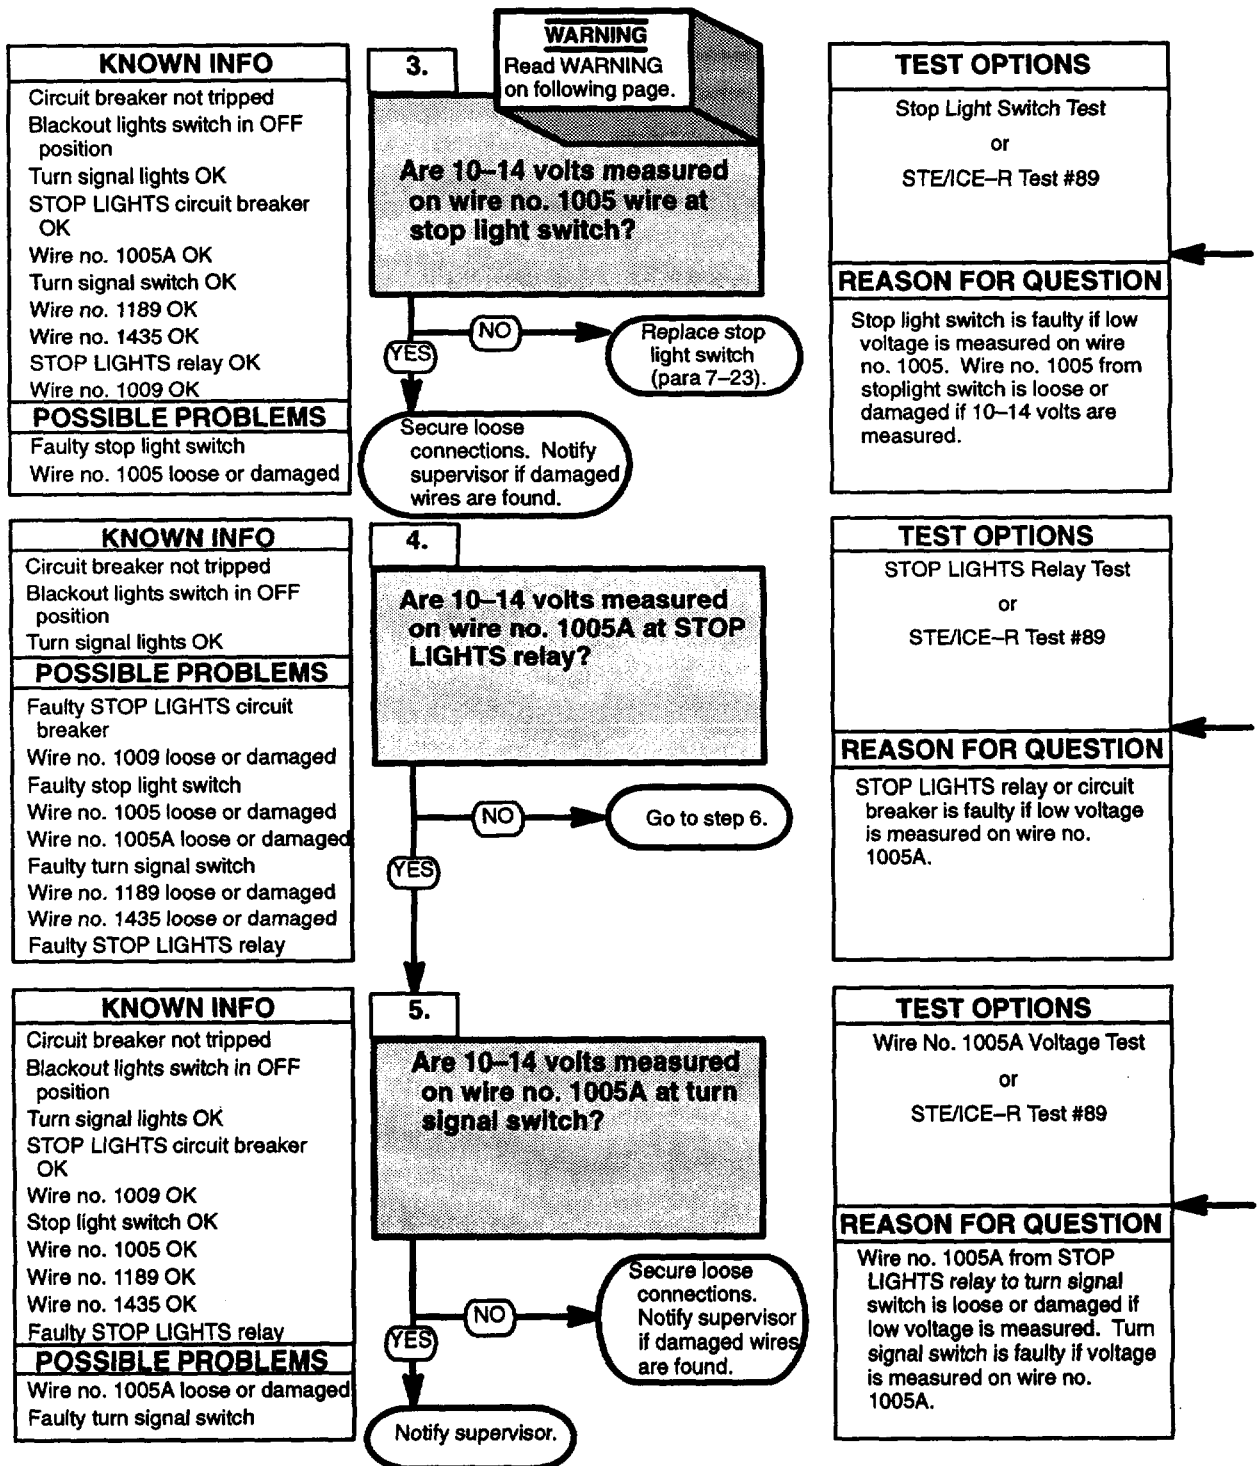 WARNING
Read WARNING
on following page.
KNOWN INFO
Circuit breaker not tripped
Blackout lights switch in OFF
position
Turn signal lights OK
STOP LIGHTS circuit breaker
OK
Wire no. 1005A OK
Turn signal switch OK
Wire no. 1189 OK
Wire no. 1435 OK
STOP LIGHTS relay OK
Wire no. 1009 OK
POSSIBLE PROBLEMS
Faulty stop light switch
Wire no. 1005 loose or damaged
3.
Are 10–14 volts measured
on wire no. 1005 wire at
stop light switch?
NO
Replace stop
light switch
(para 7–23).
YES
Secure loose
connections. Notify
supervisor if damaged
wires are found.
TEST OPTIONS
Stop Light Switch Test
or
STE/ICE–R Test #89
REASON FOR QUESTION
Stop light switch is faulty if low
voltage is measured on wire
no. 1005. Wire no. 1005 from
stoplight switch is loose or
damaged if 10–14 volts are
measured.
KNOWN INFO
Circuit breaker not tripped
Blackout lights switch in OFF
position
Turn signal lights OK
POSSIBLE PROBLEMS
Faulty STOP LIGHTS circuit
breaker
Wire no. 1009 loose or damaged
Faulty stop light switch
Wire no. 1005 loose or damaged
Wire no. 1005A loose or damaged
Faulty turn signal switch
Wire no. 1189 loose or damaged
Wire no. 1435 loose or damaged
Faulty STOP LIGHTS relay
4.
Are 10–14 volts measured
on wire no. 1005A at STOP
LIGHTS relay?
NO
Go to step 6.
YES
TEST OPTIONS
STOP LIGHTS Relay Test
or
STE/ICE–R Test #89
REASON FOR QUESTION
STOP LIGHTS relay or circuit
breaker is faulty if low voltage
is measured on wire no.
1005A.
KNOWN INFO
Circuit breaker not tripped
Blackout lights switch in OFF
position
Turn signal lights OK
STOP LIGHTS circuit breaker
OK
Wire no. 1009 OK
Stop light switch OK
Wire no. 1005 OK
Wire no. 1189 OK
Wire no. 1435 OK
Faulty STOP LIGHTS relay
POSSIBLE PROBLEMS
Wire no. 1005A loose or damaged
Faulty turn signal switch
5.
Are 10–14 volts measured
on wire no. 1005A at turn
signal switch?
NO
Secure loose
connections.
Notify supervisor
if damaged wires
are found.
YES
Notify supervisor.
TEST OPTIONS
Wire No. 1005A Voltage Test
or
STE/ICE–R Test #89
REASON FOR QUESTION
Wire no. 1005A from STOP
LIGHTS relay to turn signal
switch is loose or damaged if
low voltage is measured. Turn
signal switch is faulty if voltage
is measured on wire no.
1005A.